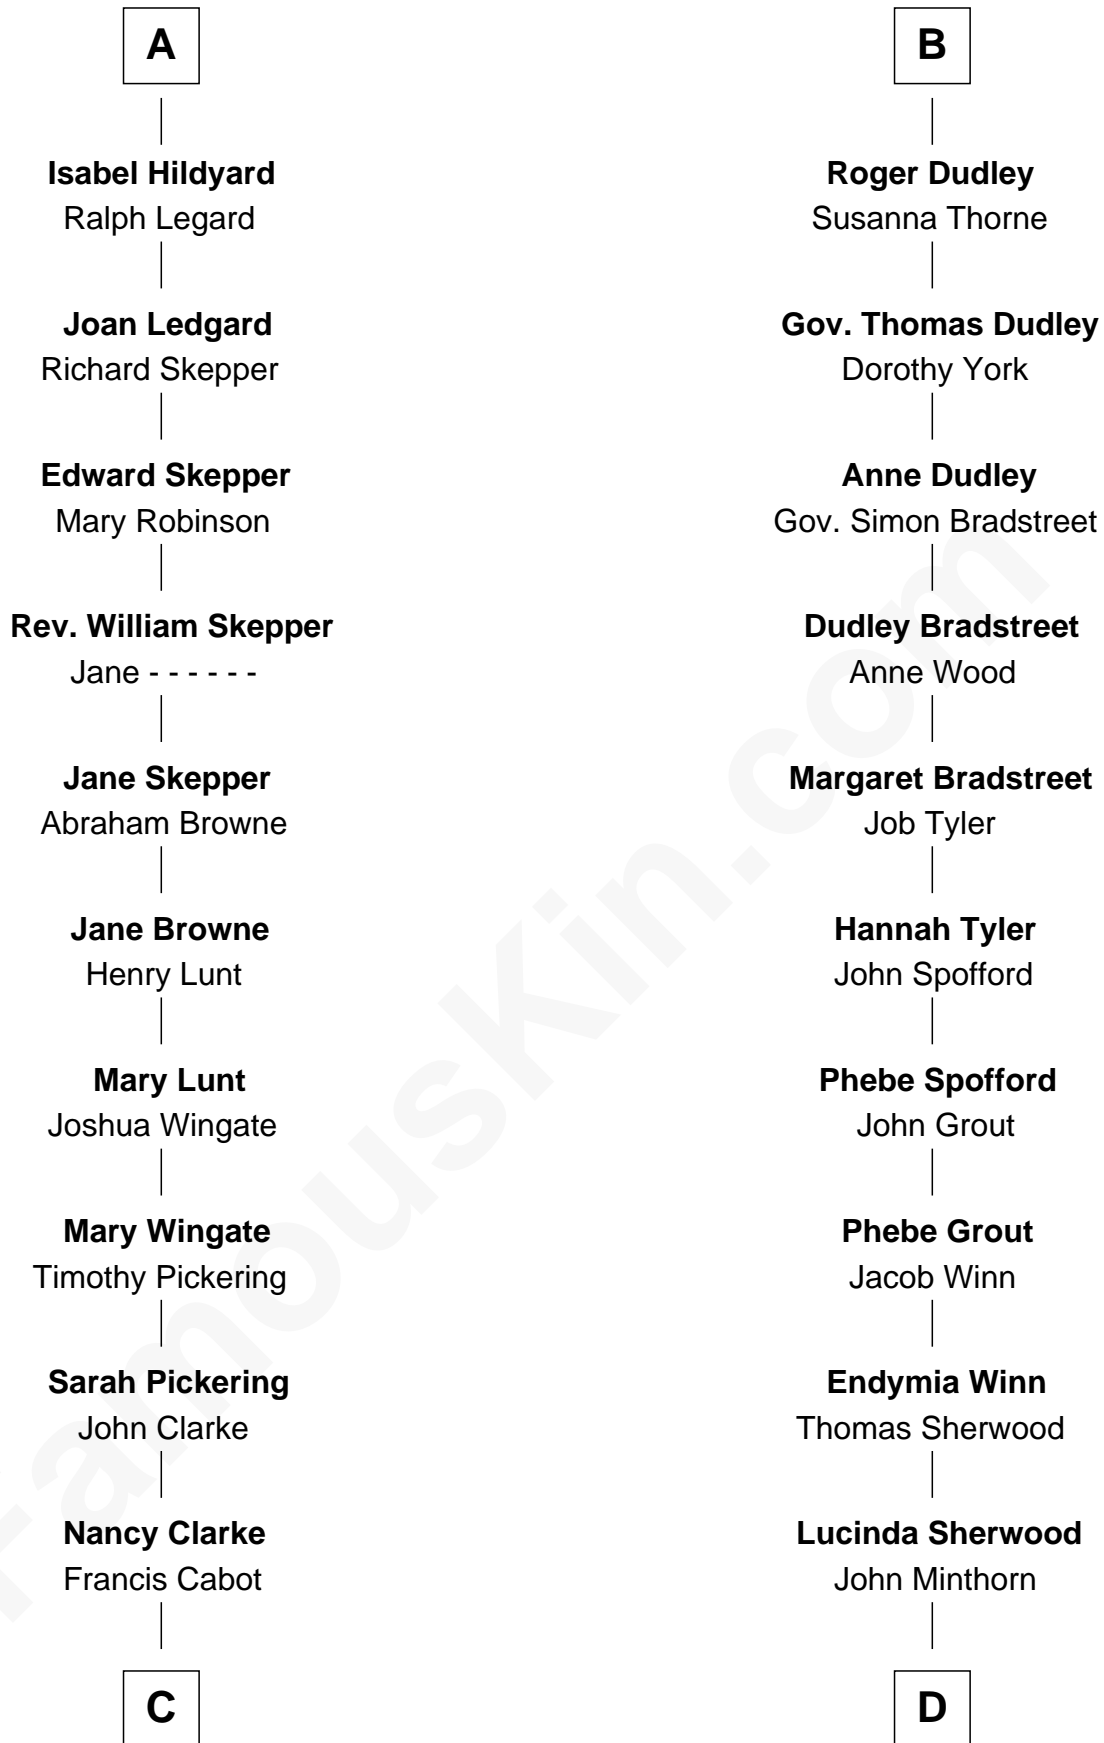 A
Isabel Hildyard
Ralph Legard
Joan Ledgard
Richard Skepper
Edward Skepper
Mary Robinson
Rev. William Skepper
Jane - - - - - -
Jane Skepper
Abraham Browne
Jane Browne
Henry Lunt
Mary Lunt
Joshua Wingate
Mary Wingate
Timothy Pickering
Sarah Pickering
John Clarke
Nancy Clarke
Francis Cabot
C
B
Roger Dudley
Susanna Thorne
Gov. Thomas Dudley
Dorothy York
Anne Dudley
Gov. Simon Bradstreet
Dudley Bradstreet
Anne Wood
Margaret Bradstreet
Job Tyler
Hannah Tyler
John Spofford
Phebe Spofford
John Grout
Phebe Grout
Jacob Winn
Endymia Winn
Thomas Sherwood
Lucinda Sherwood
John Minthorn
D
FamousKin.com